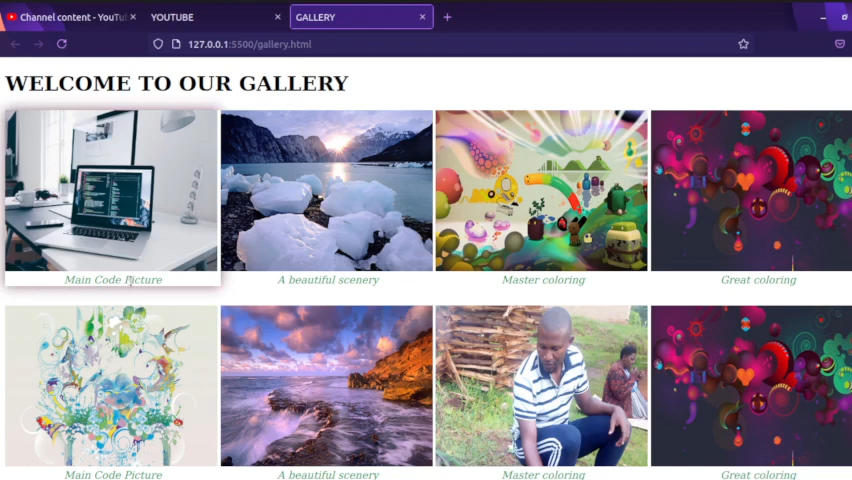 Channel content - YouTu
YOUTUBE
GALLERY
127.0.0.1:5500/gallery.html
WELCOME TO OUR GALLERY
Main Code Picture
A beautiful scenery
Master coloring
Great coloring
Main Code Picture
A beautiful scenery
Master coloring
Great coloring